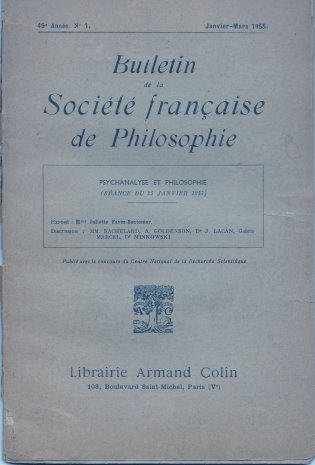 49e Année. N° 1.
Janvier-Mars 1955.
Bulletin
de la
Société française
de Philosophie
PSYCHANALYSE ET PHILOSOPHIE
(SÉANCE DU 25 JANVIER 1955)
Exposé : Mme Juliette Favez-Boutonier.
Discussion : MM. BACHELARD, A. GOLDENSON, Dr J. LACAN, Gabriel
MARCEL, Dr MINKOWSKI.
Publié avec le concours du Centre National de la Recherche Scientifique
A C
Librairie Armand Colin
103, Boulevard Saint-Michel, Paris (Ve)